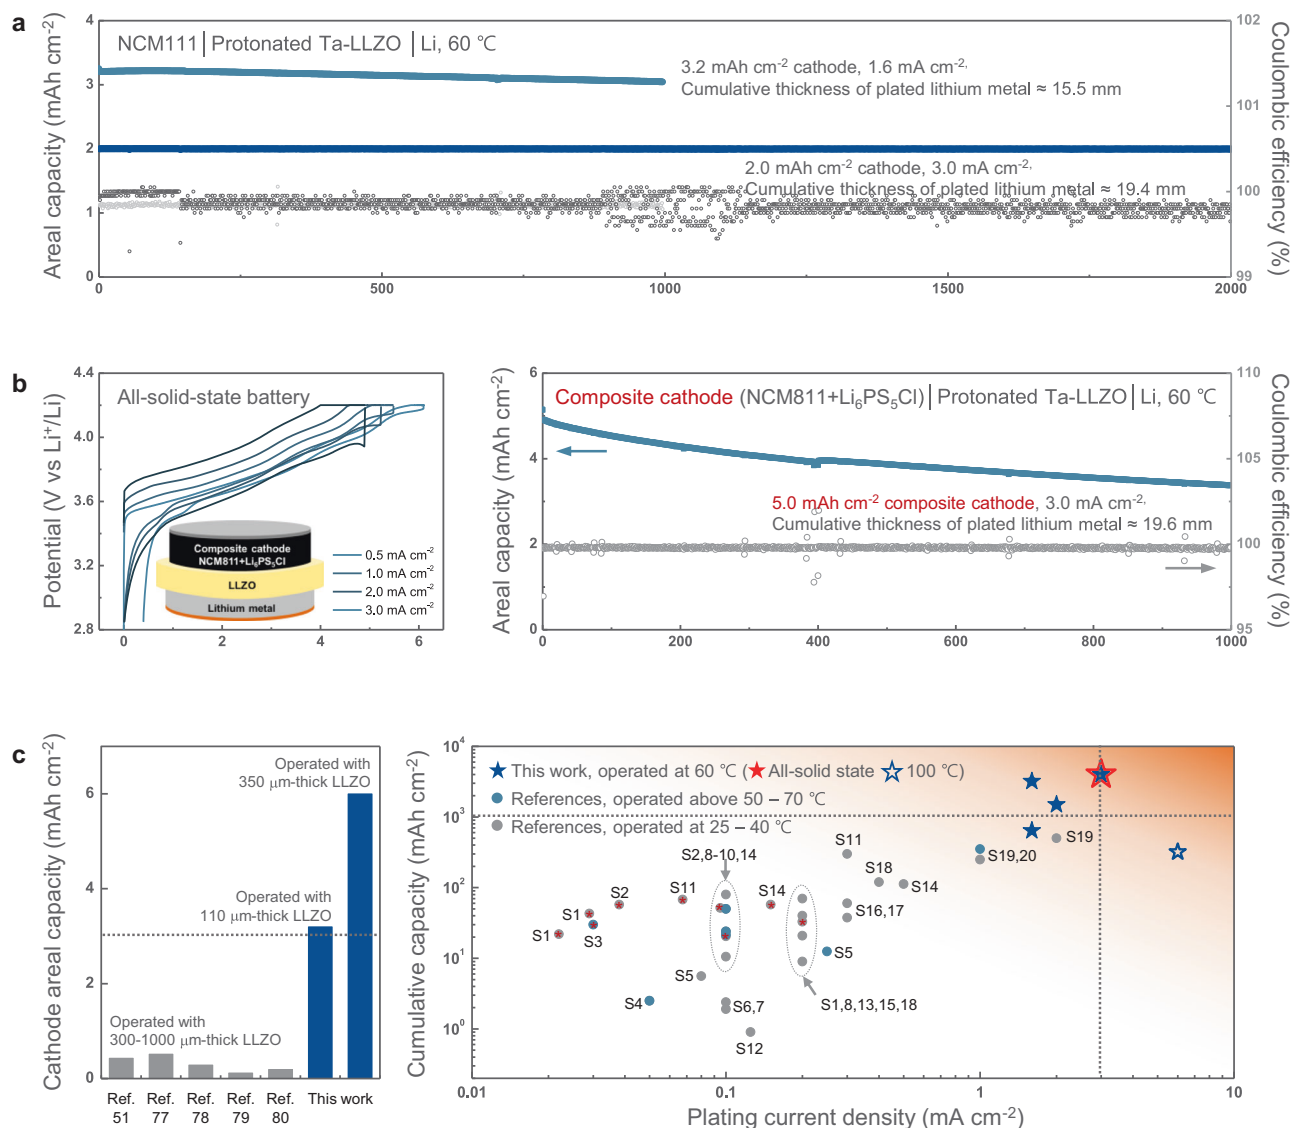 a
4
3
2
1
0
Areal capacity (mAh cm-2)
NCM111 | Protonated Ta-LLZO | Li, 60 ℃
3.2 mAh cm-2 cathode, 1.6 mA cm-2,
Cumulative thickness of plated lithium metal ≈ 15.5 mm
2.0 mAh cm-2 cathode, 3.0 mA cm-2,
Cumulative thickness of plated lithium metal ≈ 19.4 mm
102
101
100
99
Coulombic efficiency (%)
0
500
1000
1500
2000
b
4.4
4.0
3.6
3.2
2.8
Potential (V vs Li+/Li)
All-solid-state battery
Composite cathode
NCM811+Li6PS5Cl
LLZO
Lithium metal
0.5 mA cm-2
1.0 mA cm-2
2.0 mA cm-2
3.0 mA cm-2
0
2
4
6
6
4
2
0
Areal capacity (mAh cm-2)
Composite cathode (NCM811+Li6PS5Cl) | Protonated Ta-LLZO | Li, 60 ℃
5.0 mAh cm-2 composite cathode, 3.0 mA cm-2,
Cumulative thickness of plated lithium metal ≈ 19.6 mm
110
105
100
95
Coulombic efficiency (%)
0
200
400
600
800
1000
c
6
4
2
0
Cathode areal capacity (mAh cm-2)
Operated with
350 μm-thick LLZO
Operated with
110 μm-thick LLZO
Operated with
300-1000 μm-thick LLZO
Ref.
51
Ref.
77
Ref.
78
Ref.
79
Ref.
80
This work
10^4
10^3
10^2
10^1
10^0
Cumulative capacity (mAh cm-2)
This work, operated at 60 ℃ ( All-solid state 100 ℃)
References, operated above 50 – 70 ℃
References, operated at 25 – 40 ℃
S2,8-10,14
S11
S19
S19,20
S18
S14
S16,17
S14
S11
S2
S1
S1
S3
S5
S5
S4
S6,7
S1,8,13,15,18
S12
0.01
0.1
1
10
Plating current density (mA cm-2)